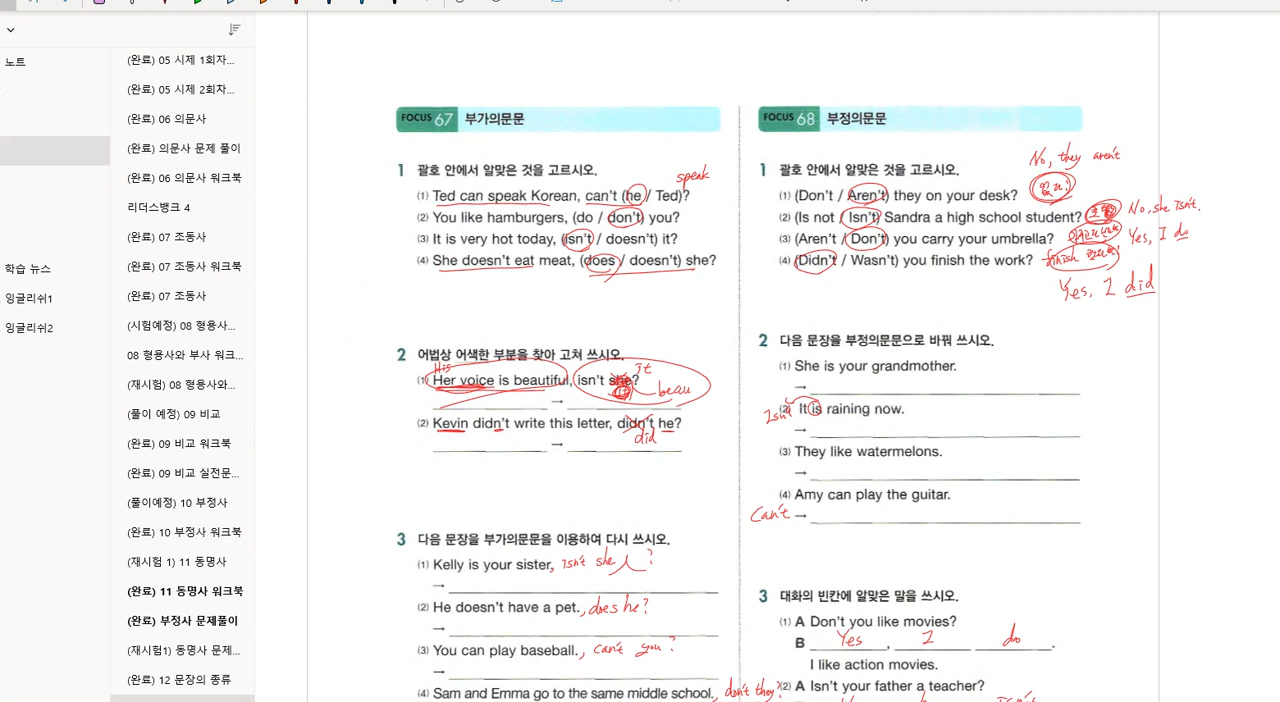 노트
학습 뉴스
잉글리쉬1
잉글리쉬2
(완료) 05 시제 1회자...
(완료) 05 시제 2회차...
(완료) 06 의문사
(완료) 의문사 문제 풀이
(완료) 06 의문사 워크북
리더스뱅크 4
(완료) 07 조동사
(완료) 07 조동사 워크북
(완료) 07 조동사
(시험예정) 08 형용사...
08 형용사와 부사 워크...
(재시험) 08 형용사와...
(풀이 예정) 09 비교
(완료) 09 비교 워크북
(완료) 09 비교 실전문...
(풀이예정) 10 부정사
(완료) 10 부정사 워크북
(재시험 1) 11 동명사
(완료) 11 동명사 워크북
(완료) 부정사 문제풀이
(재시험1) 동명사 문제...
(완료) 12 문장의 종류
FOCUS 67 부가의문문
1 괄호 안에서 알맞은 것을 고르시오.
speak
(1) Ted can speak Korean, can't (he / Ted)?
(2) You like hamburgers, (do / don't) you?
(3) It is very hot today, (isn't / doesn't) it?
(4) She doesn't eat meat, (does / doesn't) she?
2 어법상 어색한 부분을 찾아 고쳐 쓰시오.
His it
(1) Her voice is beautiful, isn't she?
→ it beau
(2) Kevin didn't write this letter, didn't he?
→ did
3 다음 문장을 부가의문문을 이용하여 다시 쓰시오.
(1) Kelly is your sister, isn't she ?
→
(2) He doesn't have a pet., does he?
→
(3) You can play baseball., can't you?
→
(4) Sam and Emma go to the same middle school., don't they?
FOCUS 68 부정의문문
1 괄호 안에서 알맞은 것을 고르시오.
No, they aren't
(1) (Don't / Aren't) they on your desk?
(2) (Is not / Isn't) Sandra a high school student? No, she isn't.
(3) (Aren't / Don't) you carry your umbrella? Yes, I do
(4) (Didn't / Wasn't) you finish the work? finish
Yes, I did
2 다음 문장을 부정의문문으로 바꿔 쓰시오.
(1) She is your grandmother.
→
Isn't (2) It is raining now.
→
(3) They like watermelons.
→
(4) Amy can play the guitar.
Can't →
3 대화의 빈칸에 알맞은 말을 쓰시오.
(1) A Don't you like movies?
B Yes, I do.
I like action movies.
(2) A Isn't your father a teacher?